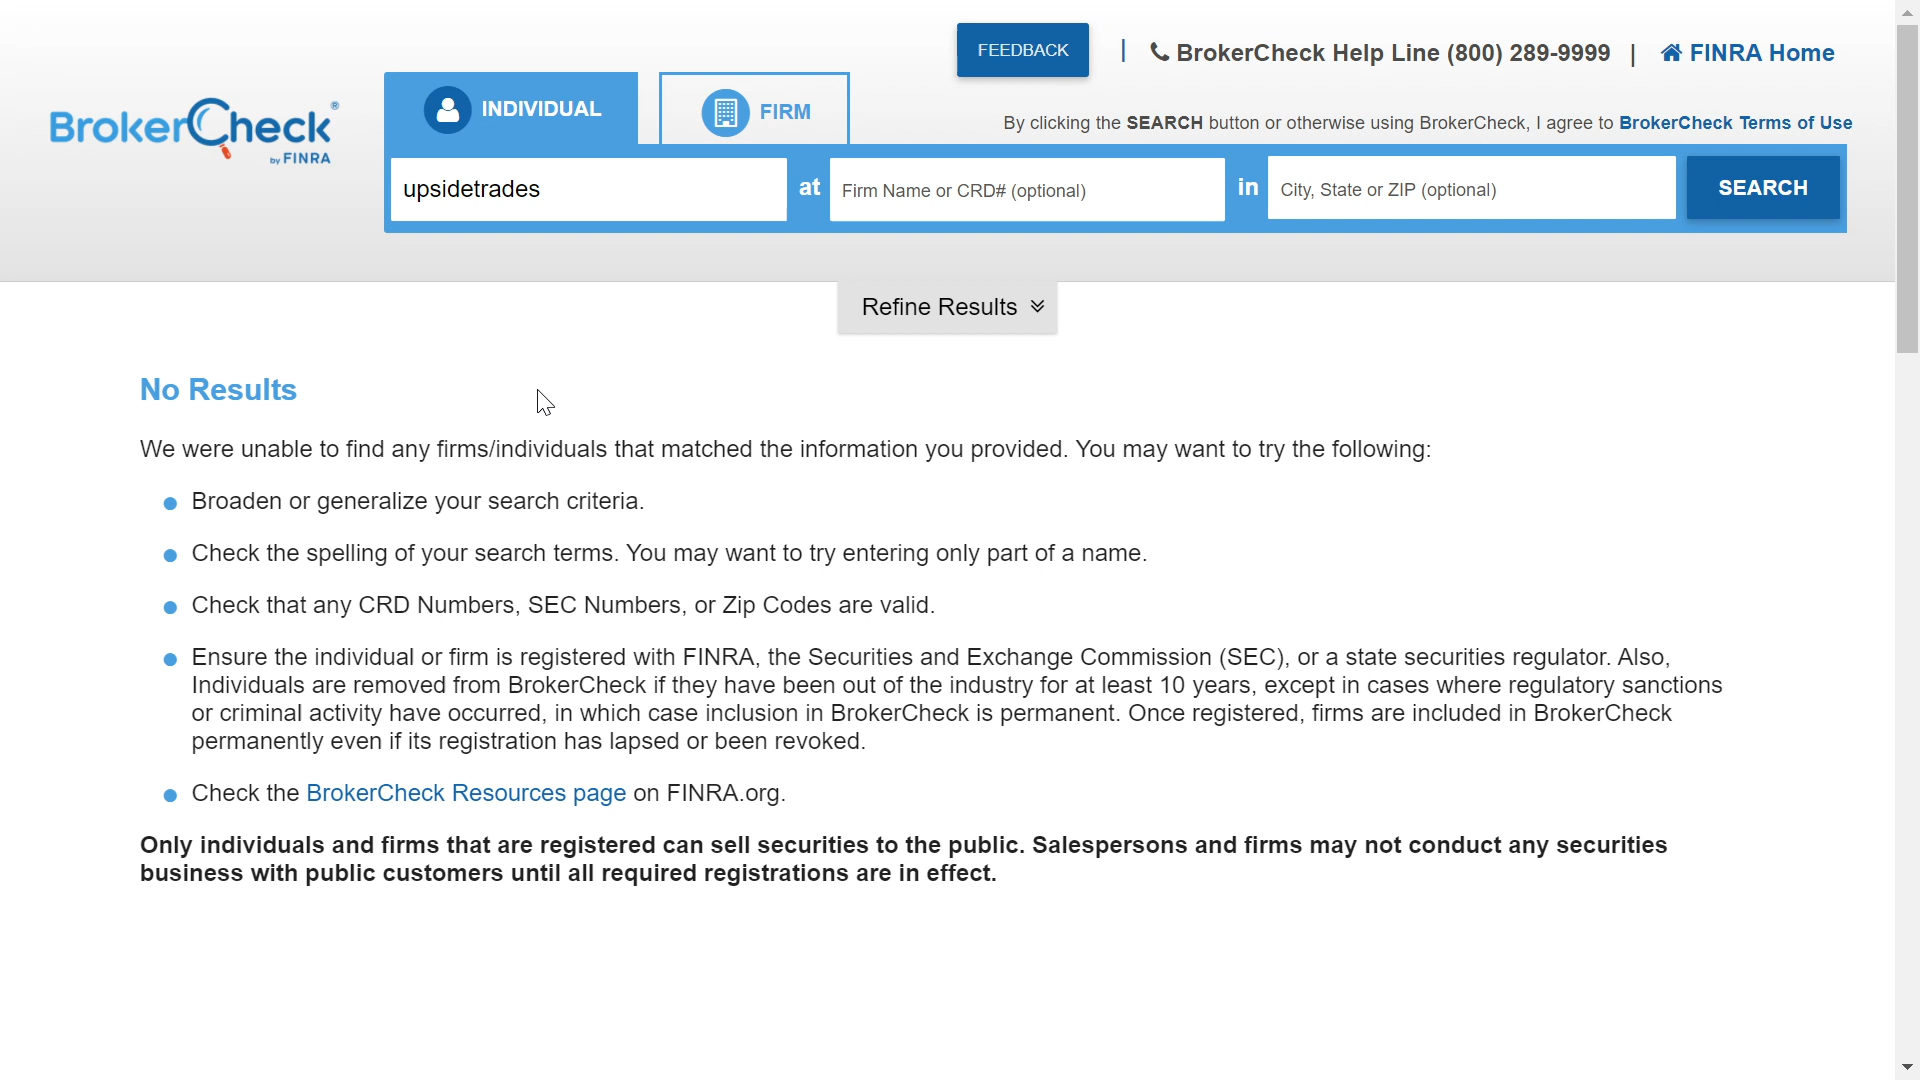 FEEDBACK
| BrokerCheck Help Line (800) 289-9999 | FINRA Home
BrokerCheck®
by FINRA
INDIVIDUAL
FIRM
By clicking the SEARCH button or otherwise using BrokerCheck, I agree to BrokerCheck Terms of Use
upsidetrades at Firm Name or CRD# (optional) in City, State or ZIP (optional) SEARCH
Refine Results
No Results
We were unable to find any firms/individuals that matched the information you provided. You may want to try the following:
Broaden or generalize your search criteria.
Check the spelling of your search terms. You may want to try entering only part of a name.
Check that any CRD Numbers, SEC Numbers, or Zip Codes are valid.
Ensure the individual or firm is registered with FINRA, the Securities and Exchange Commission (SEC), or a state securities regulator. Also,
Individuals are removed from BrokerCheck if they have been out of the industry for at least 10 years, except in cases where regulatory sanctions
or criminal activity have occurred, in which case inclusion in BrokerCheck is permanent. Once registered, firms are included in BrokerCheck
permanently even if its registration has lapsed or been revoked.
Check the BrokerCheck Resources page on FINRA.org.
Only individuals and firms that are registered can sell securities to the public. Salespersons and firms may not conduct any securities
business with public customers until all required registrations are in effect.